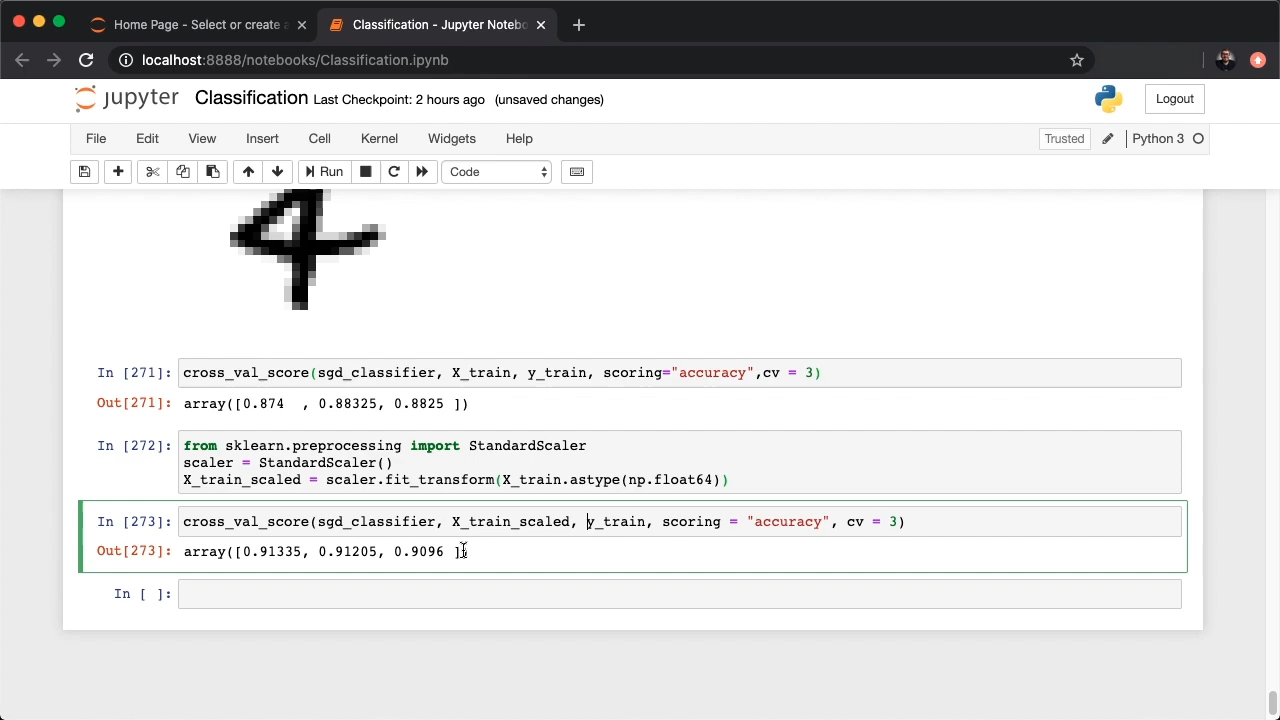 Home Page - Select or create a
Classification - Jupyter Notebo
localhost:8888/notebooks/Classification.ipynb
jupyter Classification Last Checkpoint: 2 hours ago (unsaved changes)
Logout
File Edit View Insert Cell Kernel Widgets Help
Trusted Python 3
Run Code
4
In [271]: cross_val_score(sgd_classifier, X_train, y_train, scoring="accuracy",cv = 3)
Out[271]: array([0.874  , 0.88325, 0.8825 ])
In [272]: from sklearn.preprocessing import StandardScaler
scaler = StandardScaler()
X_train_scaled = scaler.fit_transform(X_train.astype(np.float64))
In [273]: cross_val_score(sgd_classifier, X_train_scaled, y_train, scoring = "accuracy", cv = 3)
Out[273]: array([0.91335, 0.91205, 0.9096 ])
In [ ]: